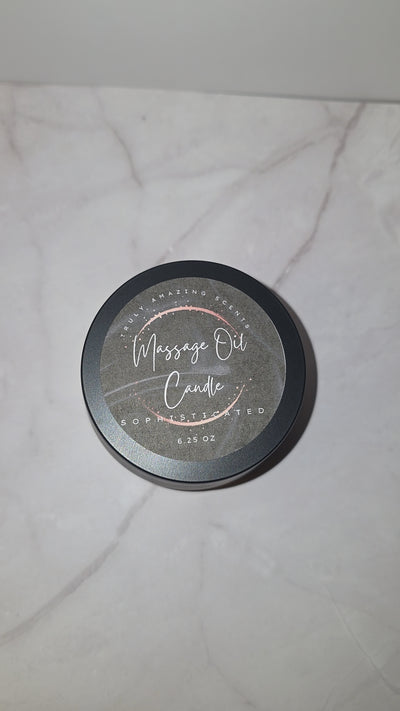 TRULY AMAZING SCENTS
Massage Oil
Candle
SOPHISTICATED
6.25 OZ